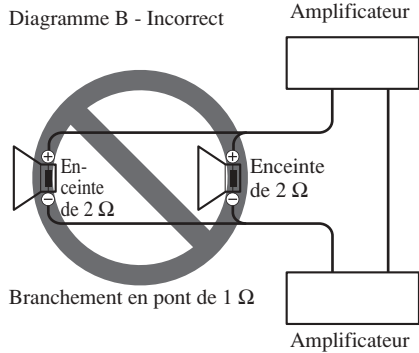 Diagramme B - Incorrect
Amplificateur
+
+
En-
ceinte
de 2 Ω
Enceinte
de 2 Ω
−
−
Branchement en pont de 1 Ω
Amplificateur